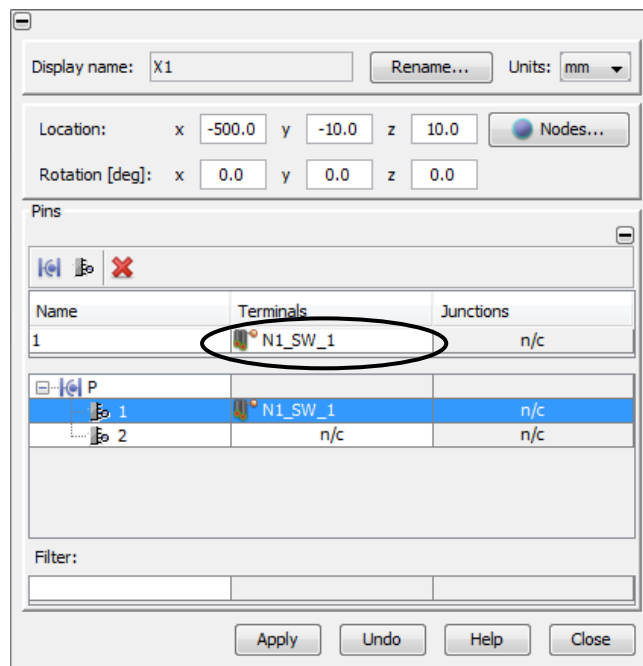 Display name: X1 Rename... Units: mm
Location: x -500.0 y -10.0 z 10.0 Nodes...
Rotation [deg]: x 0.0 y 0.0 z 0.0
Pins
Name Terminals Junctions
1 N1_SW_1 n/c
P
1 N1_SW_1 n/c
2 n/c n/c
Filter:
Apply Undo Help Close